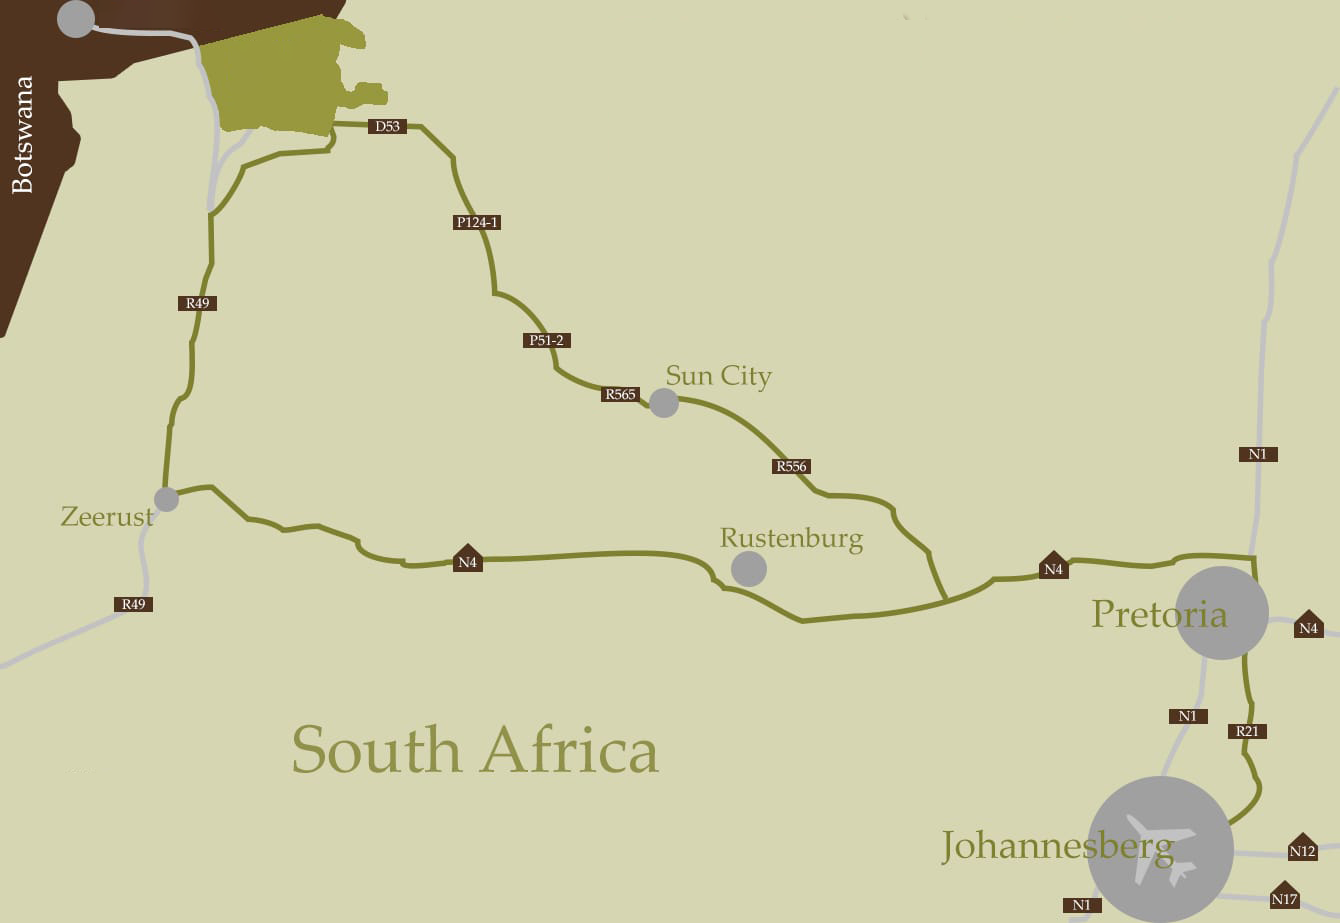 Botswana
D53
P124-1
R49
P51-2
Sun City
R565
R556
N1
Zeerust
Rustenburg
N4
N4
R49
Pretoria
N4
South Africa
N1
R21
Johannesberg
N12
N1
N17